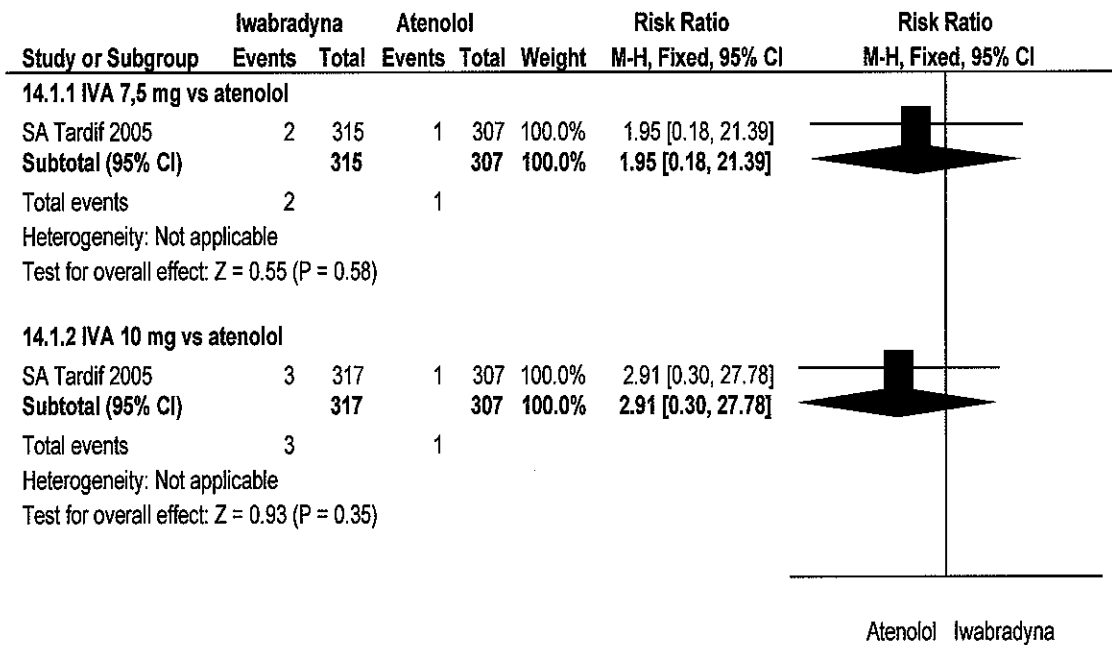 Iwabradyna Atenolol Risk Ratio Risk Ratio
Study or Subgroup Events Total Events Total Weight M-H, Fixed, 95% CI M-H, Fixed, 95% CI
14.1.1 IVA 7,5 mg vs atenolol
SA Tardif 2005 2 315 1 307 100.0% 1.95 [0.18, 21.39]
Subtotal (95% CI) 315 307 100.0% 1.95 [0.18, 21.39]
Total events 2 1
Heterogeneity: Not applicable
Test for overall effect: Z = 0.55 (P = 0.58)
14.1.2 IVA 10 mg vs atenolol
SA Tardif 2005 3 317 1 307 100.0% 2.91 [0.30, 27.78]
Subtotal (95% CI) 317 307 100.0% 2.91 [0.30, 27.78]
Total events 3 1
Heterogeneity: Not applicable
Test for overall effect: Z = 0.93 (P = 0.35)
Atenolol Iwabradyna